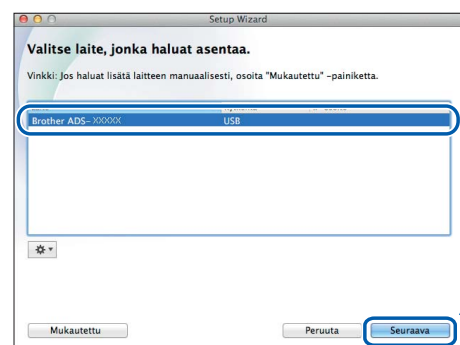 Setup Wizard
Valitse laite, jonka haluat asentaa.
Vinkki: Jos haluat lisätä laitteen manuaalisesti, osoita "Mukautettu" –painiketta.
Brother ADS- XXXXX USB
Mukautettu Peruuta Seuraava